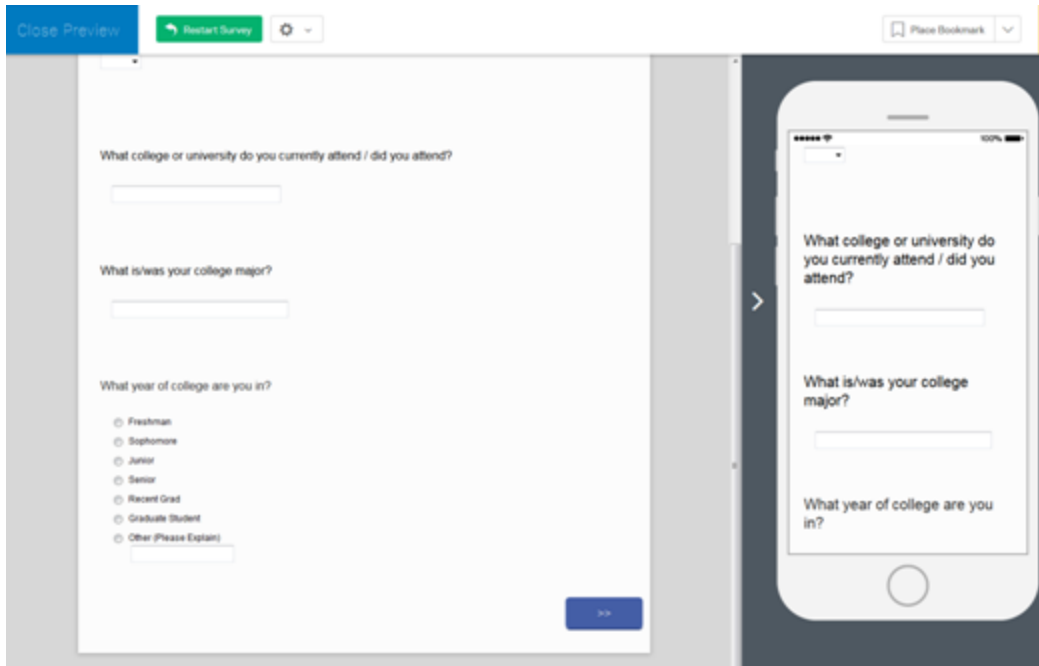 Close Preview
Restart Survey
Place Bookmark
What college or university do you currently attend / did you attend?
What is/was your college major?
What year of college are you in?
Freshman
Sophomore
Junior
Senior
Recent Grad
Graduate Student
Other (Please Explain)
>>
100%
What college or university do
you currently attend / did you
attend?
What is/was your college
major?
What year of college are you
in?